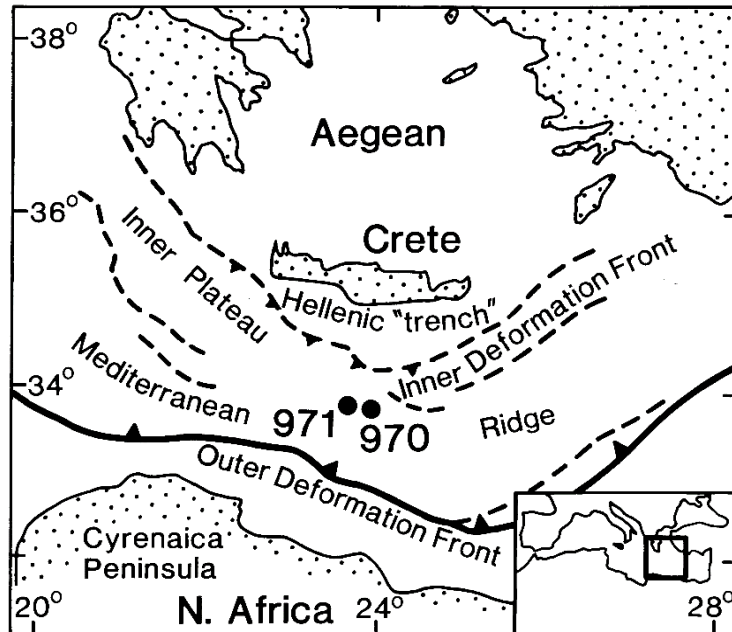 38°
Aegean
36°
Crete
Inner Plateau
Hellenic "trench"
Inner Deformation Front
34°
Mediterranean
971
970
Ridge
Outer Deformation Front
Cyrenaica
Peninsula
N. Africa
20°
24°
28°